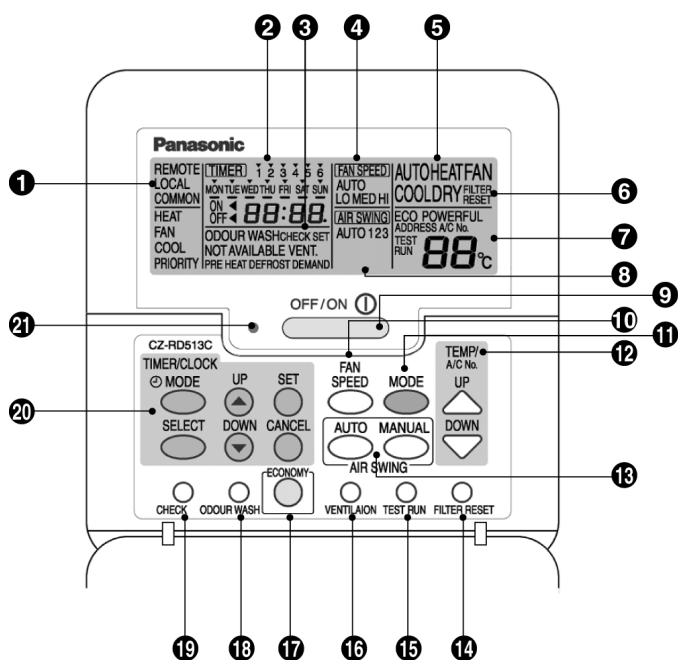 2 3 4 5
Panasonic
1
REMOTE
LOCAL
COMMON
HEAT
FAN
COOL
PRIORITY
TIMER 1 2 3 4 5 6
MON TUE WED THU FRI SAT SUN
ON
OFF 88:88.
ODOUR WASH CHECK SET
NOT AVAILABLE VENT.
PRE HEAT DEFROST DEMAND
FAN SPEED
AUTO
LO MED HI
AIR SWING
AUTO 1 2 3
AUTO HEAT FAN
COOL DRY FILTER
RESET
ECO POWERFUL
ADDRESS A/C No.
TEST
RUN 88°C
6
7
8
OFF/ON
9
21
10
11
12
CZ-RD513C
TIMER/CLOCK
MODE UP SET
SELECT DOWN CANCEL
20
FAN
SPEED
MODE
TEMP/
A/C No.
UP
DOWN
AUTO MANUAL
AIR SWING
13
ECONOMY
CHECK ODOUR WASH VENTILAION TEST RUN FILTER RESET
19 18 17 16 15 14